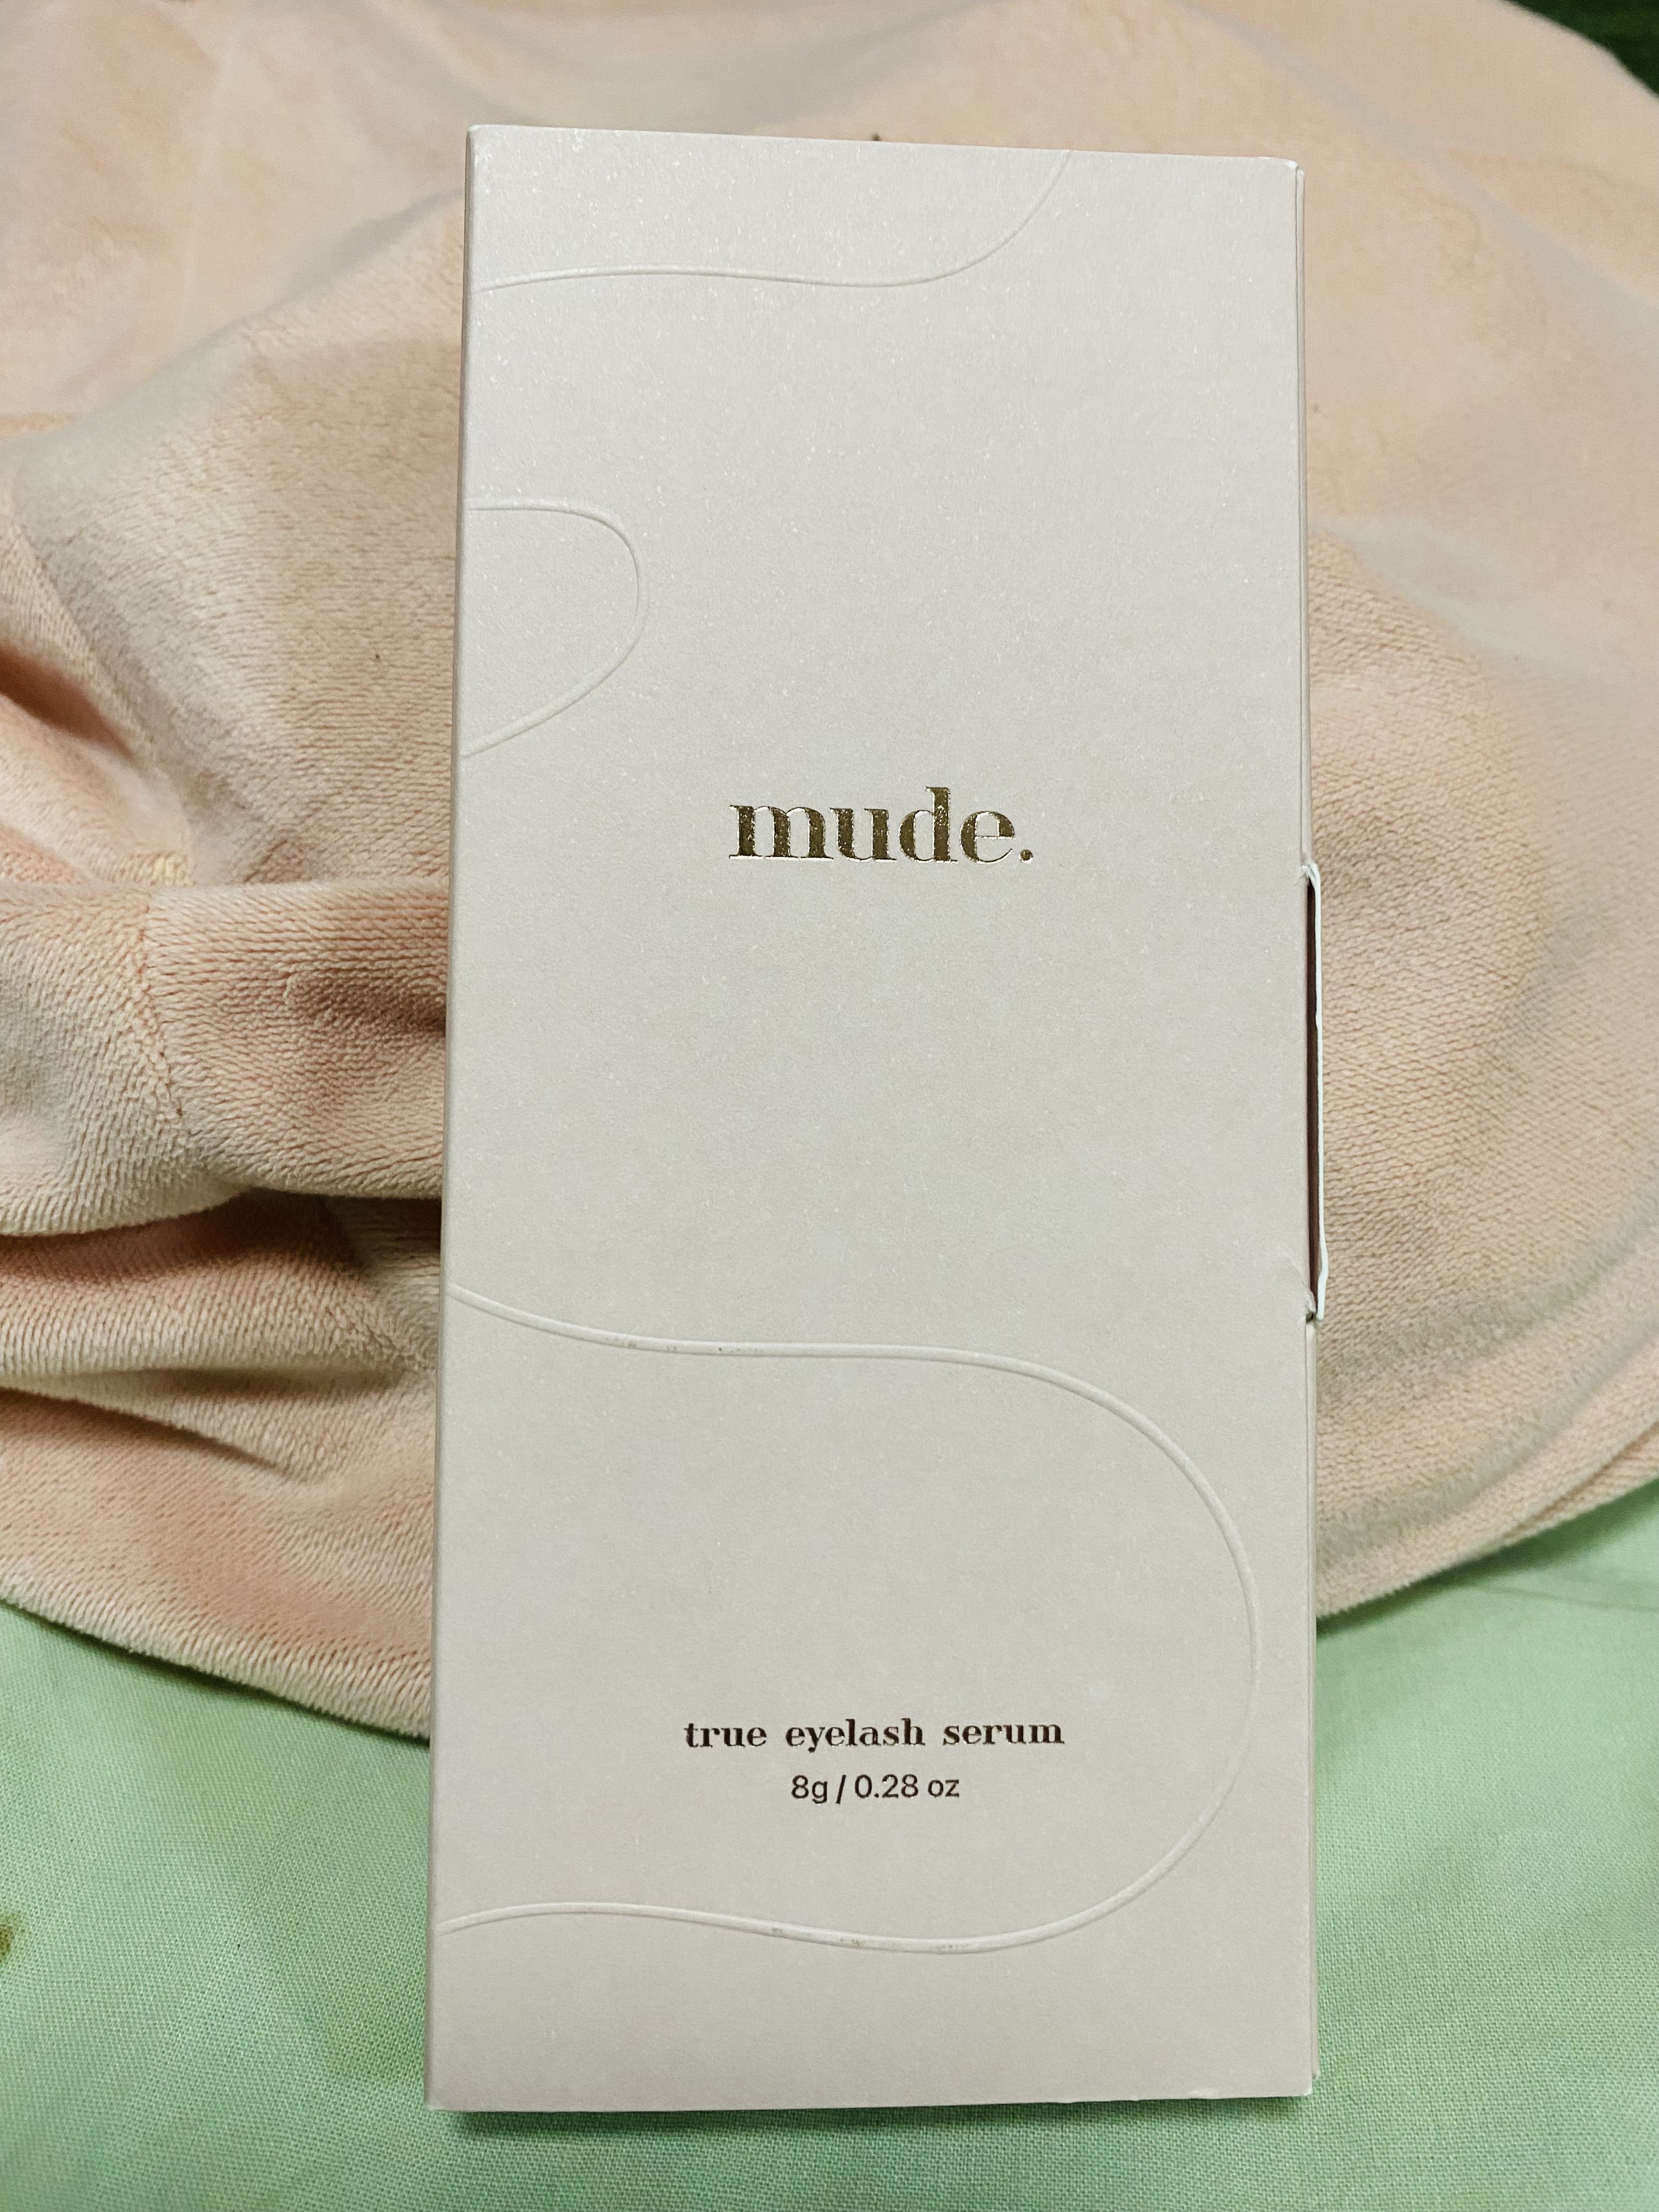 mude.
true eyelash serum
8g / 0.28 oz